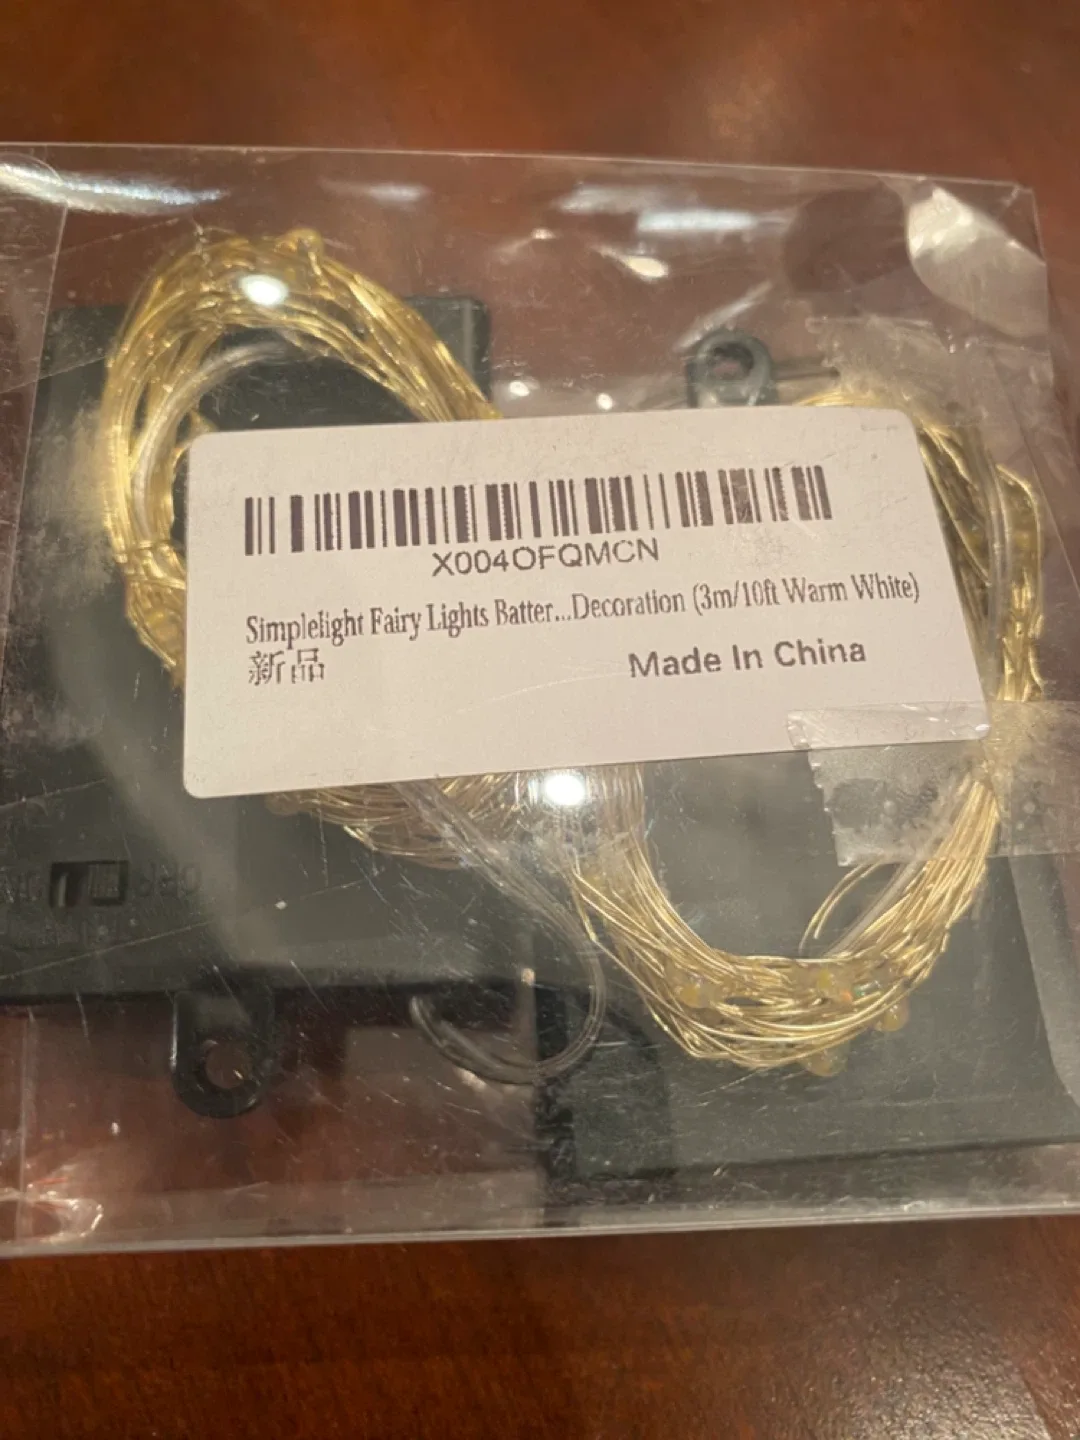 X004OFQMCN
Simplelight Fairy Lights Batter...Decoration (3m/10ft Warm White)
新品
Made In China